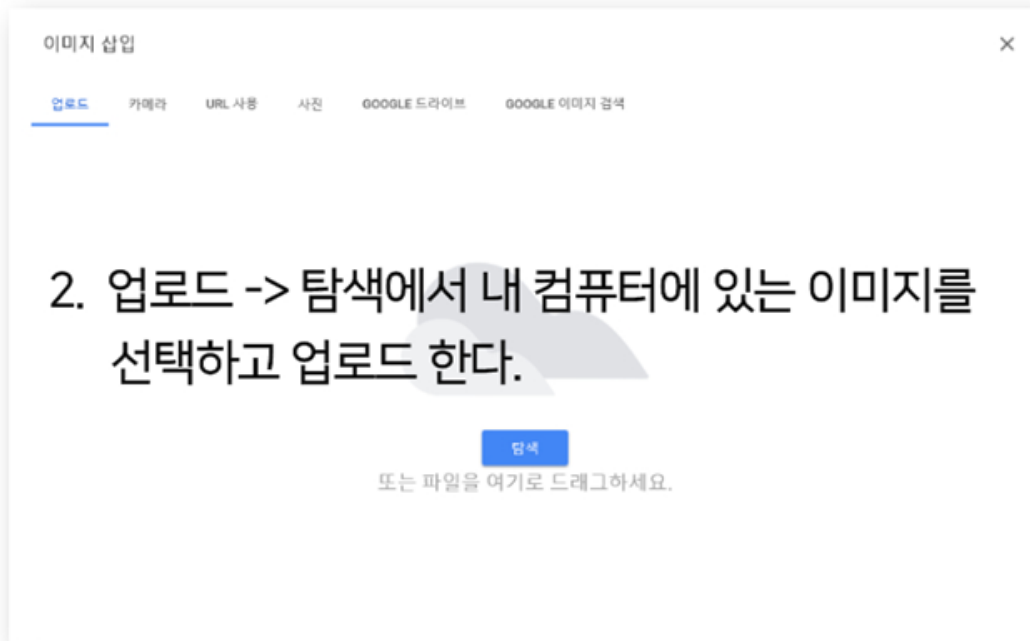 이미지 삽입
업로드 카메라 URL 사용 사진 GOOGLE 드라이브 GOOGLE 이미지 검색
2. 업로드 -> 탐색에서 내 컴퓨터에 있는 이미지를
선택하고 업로드 한다.
탐색
또는 파일을 여기로 드래그하세요.